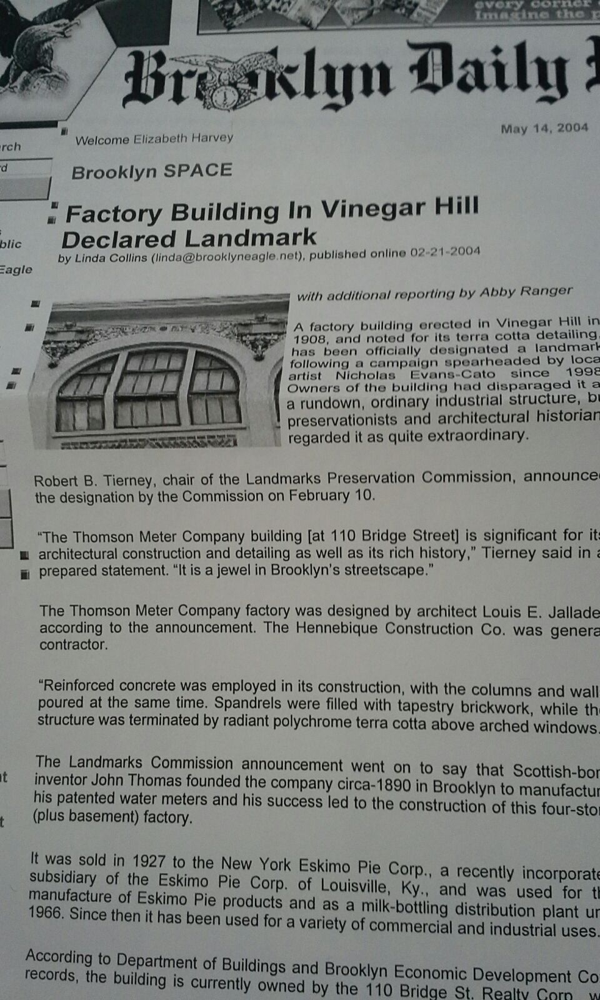 every corner
Imagine the
Brooklyn Daily
May 14, 2004
Welcome Elizabeth Harvey
Brooklyn SPACE
Factory Building In Vinegar Hill
Declared Landmark
by Linda Collins (linda@brooklyneagle.net), published online 02-21-2004
rch
rd
blic
Eagle
with additional reporting by Abby Ranger
A factory building erected in Vinegar Hill in
1908, and noted for its terra cotta detailing,
has been officially designated a landmark
following a campaign spearheaded by loca
artist Nicholas Evans-Cato since 1998
Owners of the building had disparaged it a
a rundown, ordinary industrial structure, bu
preservationists and architectural historian
regarded it as quite extraordinary.
Robert B. Tierney, chair of the Landmarks Preservation Commission, announce
the designation by the Commission on February 10.
“The Thomson Meter Company building [at 110 Bridge Street] is significant for its
architectural construction and detailing as well as its rich history,” Tierney said in a
prepared statement. “It is a jewel in Brooklyn’s streetscape.”
The Thomson Meter Company factory was designed by architect Louis E. Jallade
according to the announcement. The Hennebique Construction Co. was genera
contractor.
“Reinforced concrete was employed in its construction, with the columns and wall
poured at the same time. Spandrels were filled with tapestry brickwork, while the
structure was terminated by radiant polychrome terra cotta above arched windows.
The Landmarks Commission announcement went on to say that Scottish-bor
inventor John Thomas founded the company circa-1890 in Brooklyn to manufactur
his patented water meters and his success led to the construction of this four-stor
(plus basement) factory.
It was sold in 1927 to the New York Eskimo Pie Corp., a recently incorporate
subsidiary of the Eskimo Pie Corp. of Louisville, Ky., and was used for th
manufacture of Eskimo Pie products and as a milk-bottling distribution plant un
1966. Since then it has been used for a variety of commercial and industrial uses.
According to Department of Buildings and Brooklyn Economic Development Co
records, the building is currently owned by the 110 Bridge St. Realty Corp., w